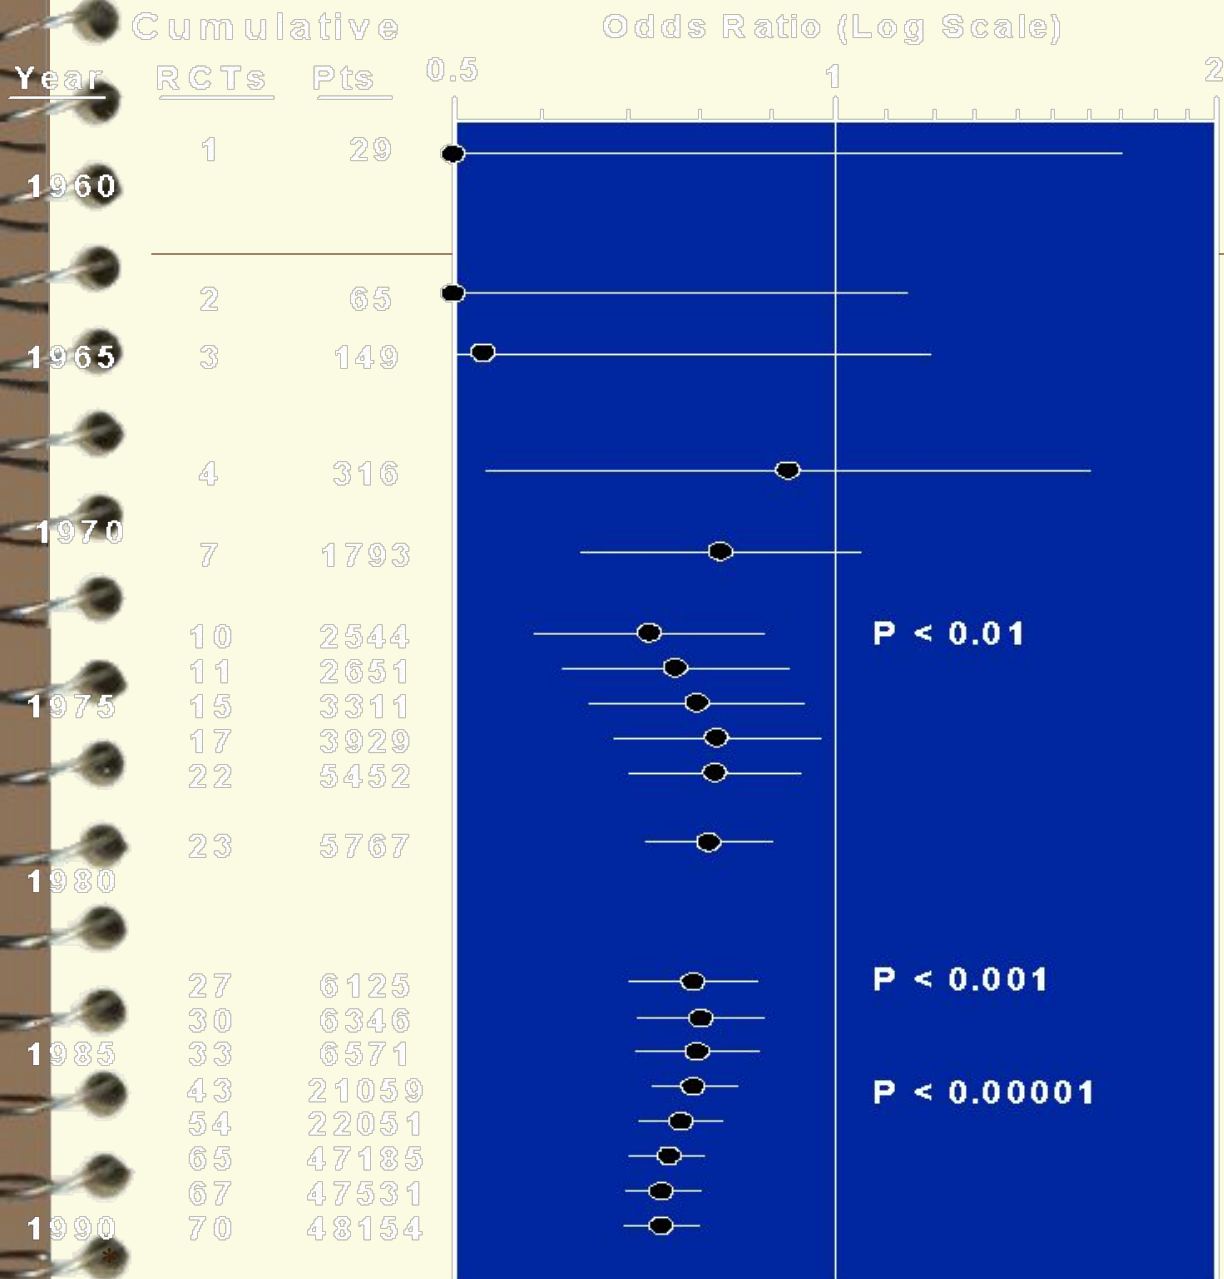 Cumulative Odds Ratio (Log Scale)
Year RCTs Pts 0.5 1 2
1 29
1960
2 65
1965 3 149
4 316
1970
7 1793
10 2544 P < 0.01
11 2651
1975 15 3311
17 3929
22 5452
23 5767
1980
27 6125 P < 0.001
30 6346
1985 33 6571
43 21059 P < 0.00001
54 22051
65 47185
67 47531
1990 70 48154
*